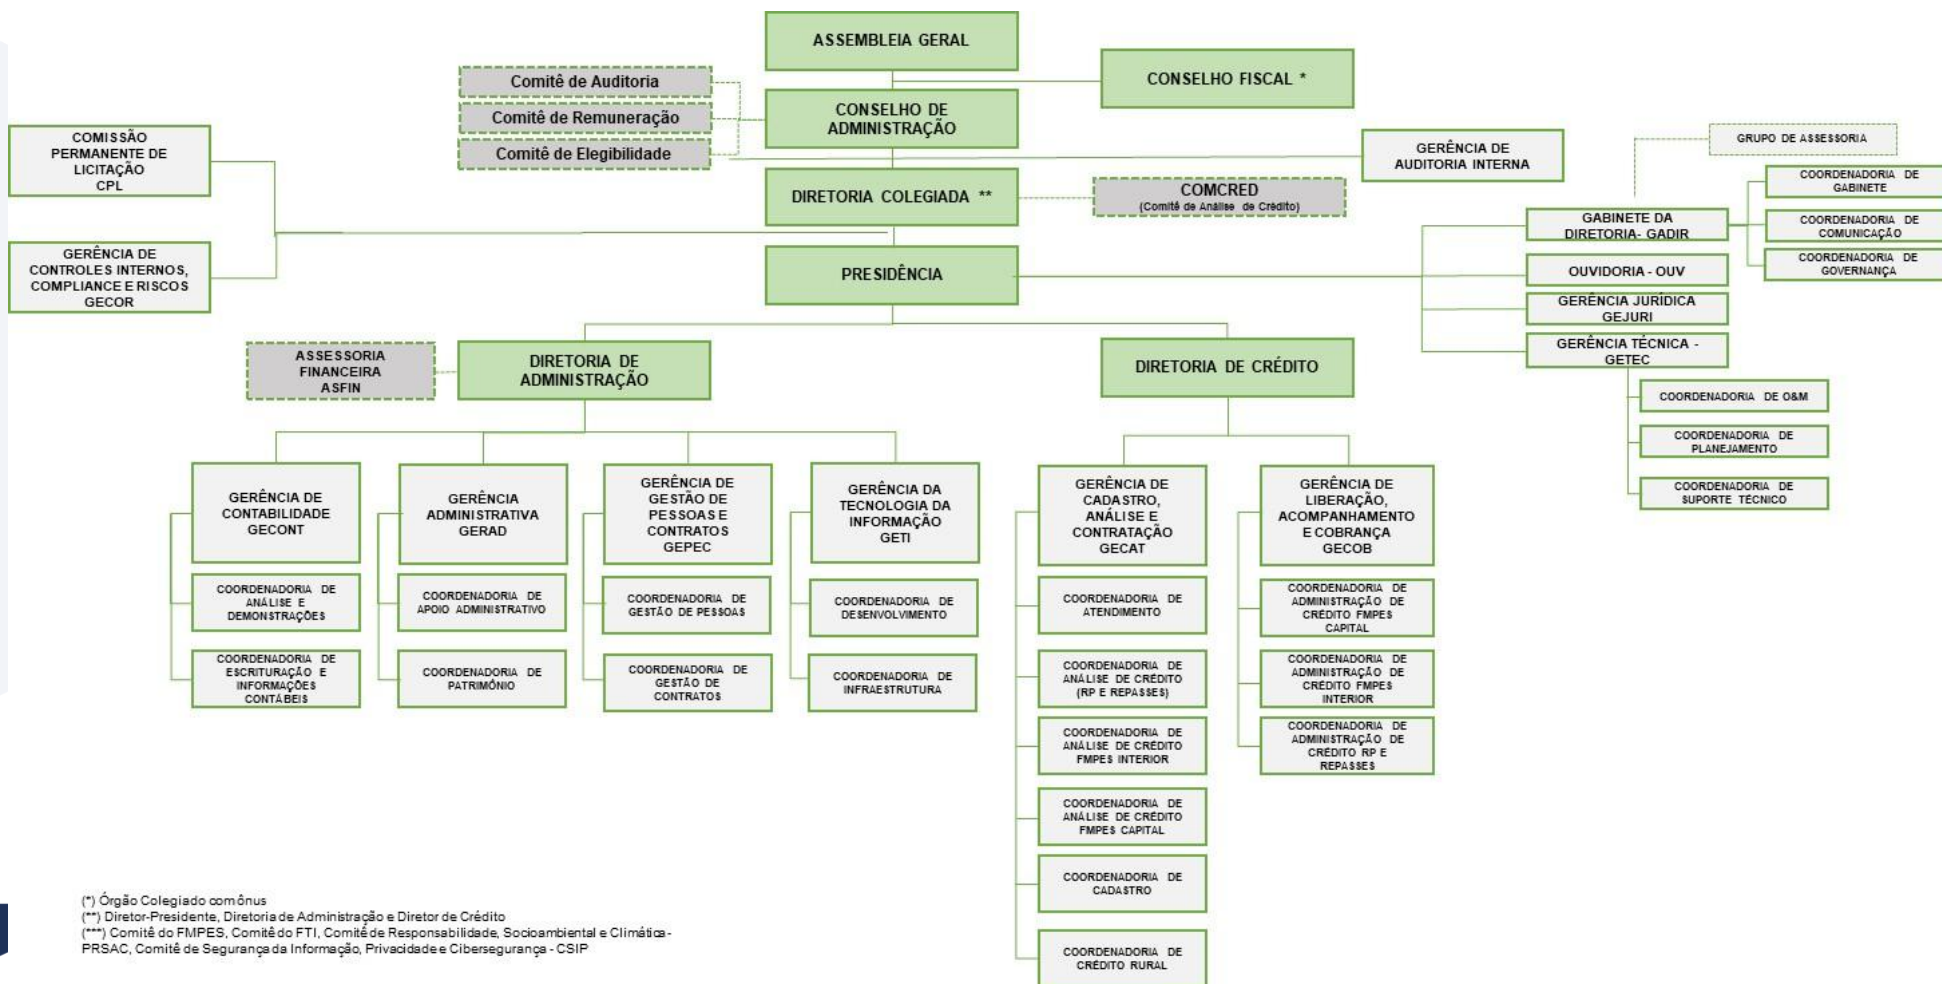 ASSEMBLEIA GERAL
CONSELHO FISCAL *
Comitê de Auditoria
Comitê de Remuneração
Comitê de Elegibilidade
CONSELHO DE
ADMINISTRAÇÃO
GERÊNCIA DE
AUDITORIA INTERNA
COMISSÃO
PERMANENTE DE
LICITAÇÃO
CPL
GERÊNCIA DE
CONTROLES INTERNOS,
COMPLIANCE E RISCOS
GECOR
DIRETORIA COLEGIADA **
COMCRED
(Comitê de Análise de Crédito)
PRESIDÊNCIA
GRUPO DE ASSESSORIA
GABINETE DA
DIRETORIA- GADIR
COORDENADORIA DE
GABINETE
COORDENADORIA DE
COMUNICAÇÃO
COORDENADORIA DE
GOVERNANÇA
OUVIDORIA - OUV
GERÊNCIA JURÍDICA
GEJURI
GERÊNCIA TÉCNICA -
GETEC
COORDENADORIA DE O&M
COORDENADORIA DE
PLANEJAMENTO
COORDENADORIA DE
SUPORTE TÉCNICO
ASSESSORIA
FINANCEIRA
ASFIN
DIRETORIA DE
ADMINISTRAÇÃO
DIRETORIA DE CRÉDITO
GERÊNCIA DE
CONTABILIDADE
GECONT
COORDENADORIA DE
ANÁLISE E
DEMONSTRAÇÕES
COORDENADORIA DE
ESCRITURAÇÃO E
INFORMAÇÕES
CONTÁBEIS
GERÊNCIA
ADMINISTRATIVA
GERAD
COORDENADORIA DE
APOIO ADMINISTRATIVO
COORDENADORIA DE
PATRIMÔNIO
GERÊNCIA DE
GESTÃO DE
PESSOAS E
CONTRATOS
GEPEC
COORDENADORIA DE
GESTÃO DE PESSOAS
COORDENADORIA DE
GESTÃO DE
CONTRATOS
GERÊNCIA DA
TECNOLOGIA DA
INFORMAÇÃO
GETI
COORDENADORIA DE
DESENVOLVIMENTO
COORDENADORIA DE
INFRAESTRUTURA
GERÊNCIA DE
CADASTRO,
ANÁLISE E
CONTRATAÇÃO
GECAT
COORDENADORIA DE
ATENDIMENTO
COORDENADORIA DE
ANÁLISE DE CRÉDITO
(RP E REPASSES)
COORDENADORIA DE
ANÁLISE DE CRÉDITO
FMPES INTERIOR
COORDENADORIA DE
ANÁLISE DE CRÉDITO
FMPES CAPITAL
COORDENADORIA DE
CADASTRO
COORDENADORIA DE
CRÉDITO RURAL
GERÊNCIA DE
LIBERAÇÃO,
ACOMPANHAMENTO
E COBRANÇA
GECOB
COORDENADORIA DE
ADMINISTRAÇÃO DE
CRÉDITO FMPES
CAPITAL
COORDENADORIA DE
ADMINISTRAÇÃO DE
CRÉDITO FMPES
INTERIOR
COORDENADORIA DE
ADMINISTRAÇÃO DE
CRÉDITO RP E
REPASSES
(*) Órgão Colegiado com ônus
(**) Diretor-Presidente, Diretoria de Administração e Diretor de Crédito
(***) Comitê do FMPES, Comitê do FTI, Comitê de Responsabilidade, Socioambiental e Climática -
PRSAC, Comitê de Segurança da Informação, Privacidade e Cibersegurança - CSIP